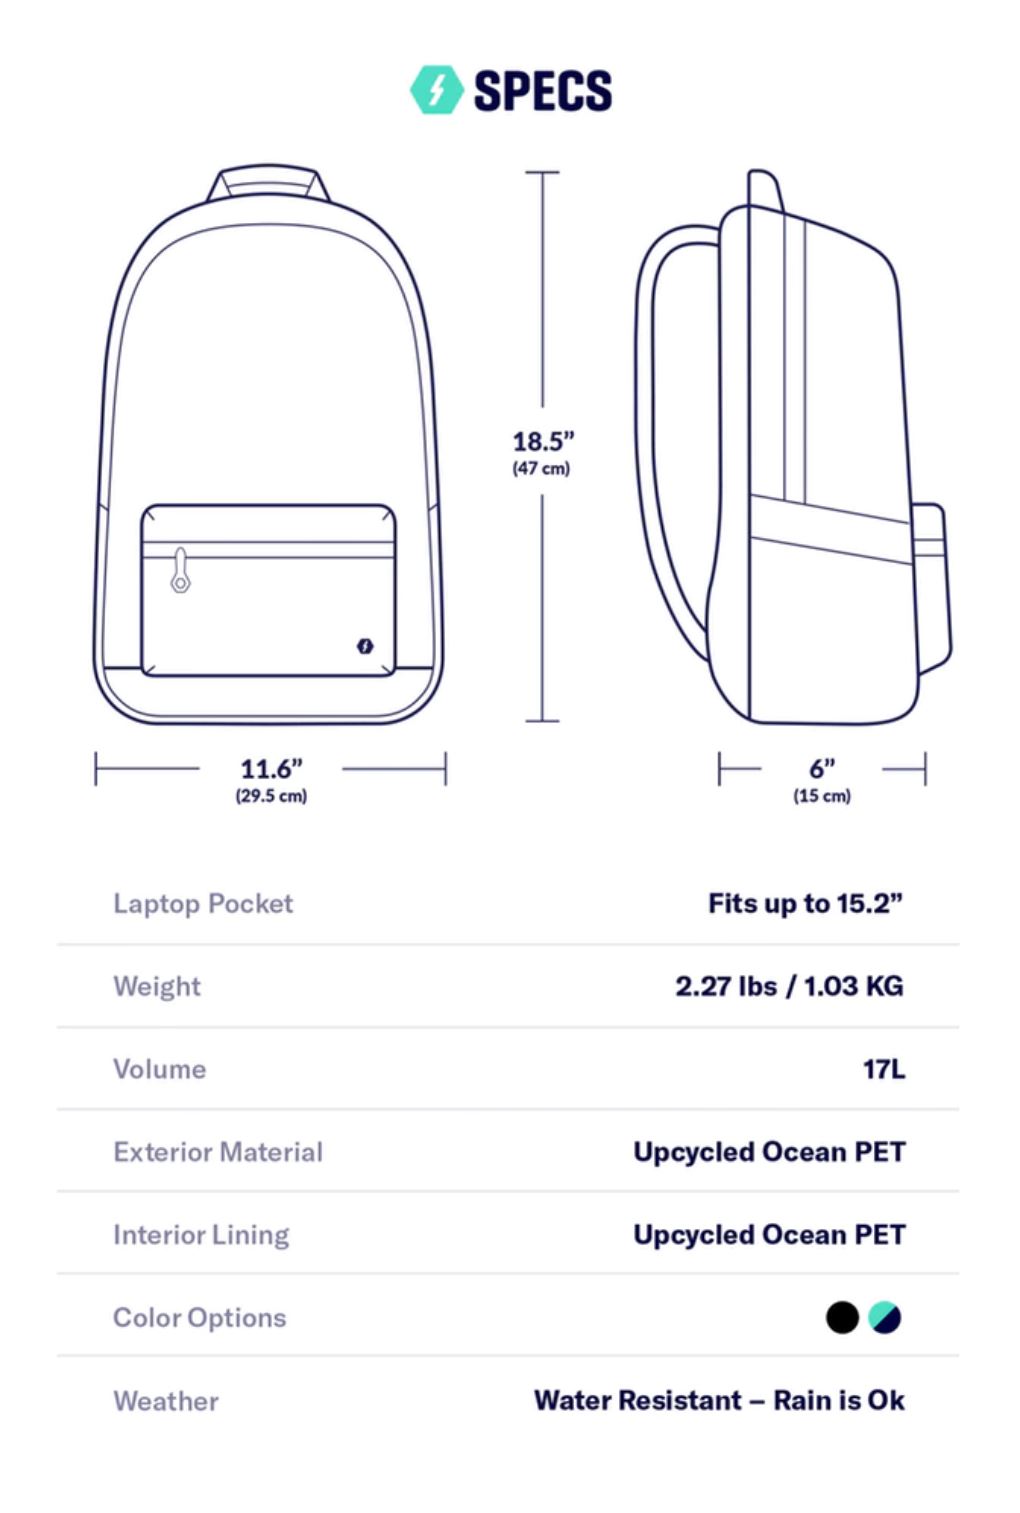 SPECS
18.5”
(47 cm)
11.6”
(29.5 cm)
6”
(15 cm)
Laptop Pocket Fits up to 15.2”
Weight 2.27 lbs / 1.03 KG
Volume 17L
Exterior Material Upcycled Ocean PET
Interior Lining Upcycled Ocean PET
Color Options
Weather Water Resistant – Rain is Ok